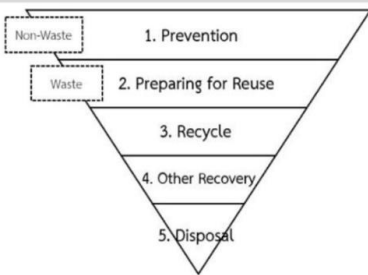 Non-Waste
1. Prevention
Waste
2. Preparing for Reuse
3. Recycle
4. Other Recovery
5. Disposal